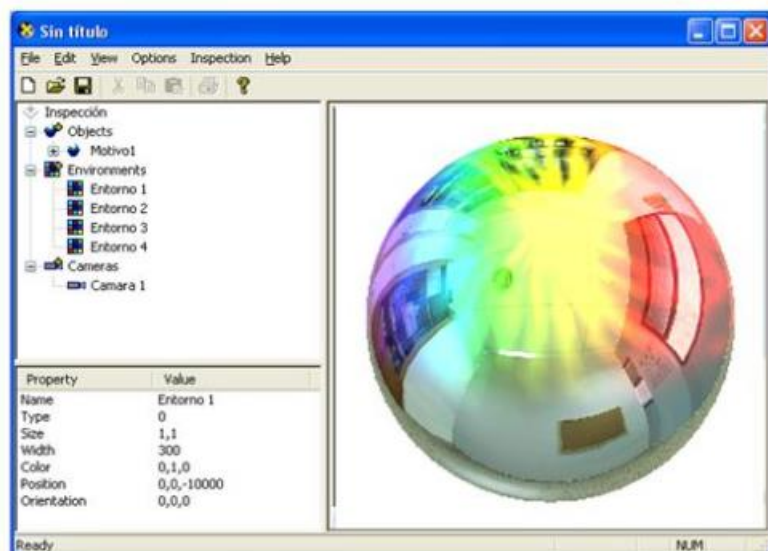 Sin título
File Edit View Options Inspection Help
Inspección
Objects
Motivo1
Environments
Entorno 1
Entorno 2
Entorno 3
Entorno 4
Cameras
Camara 1
Property Value
Name Entorno 1
Type 0
Size 1,1
Width 300
Color 0,1,0
Position 0,0,-10000
Orientation 0,0,0
Ready NUM